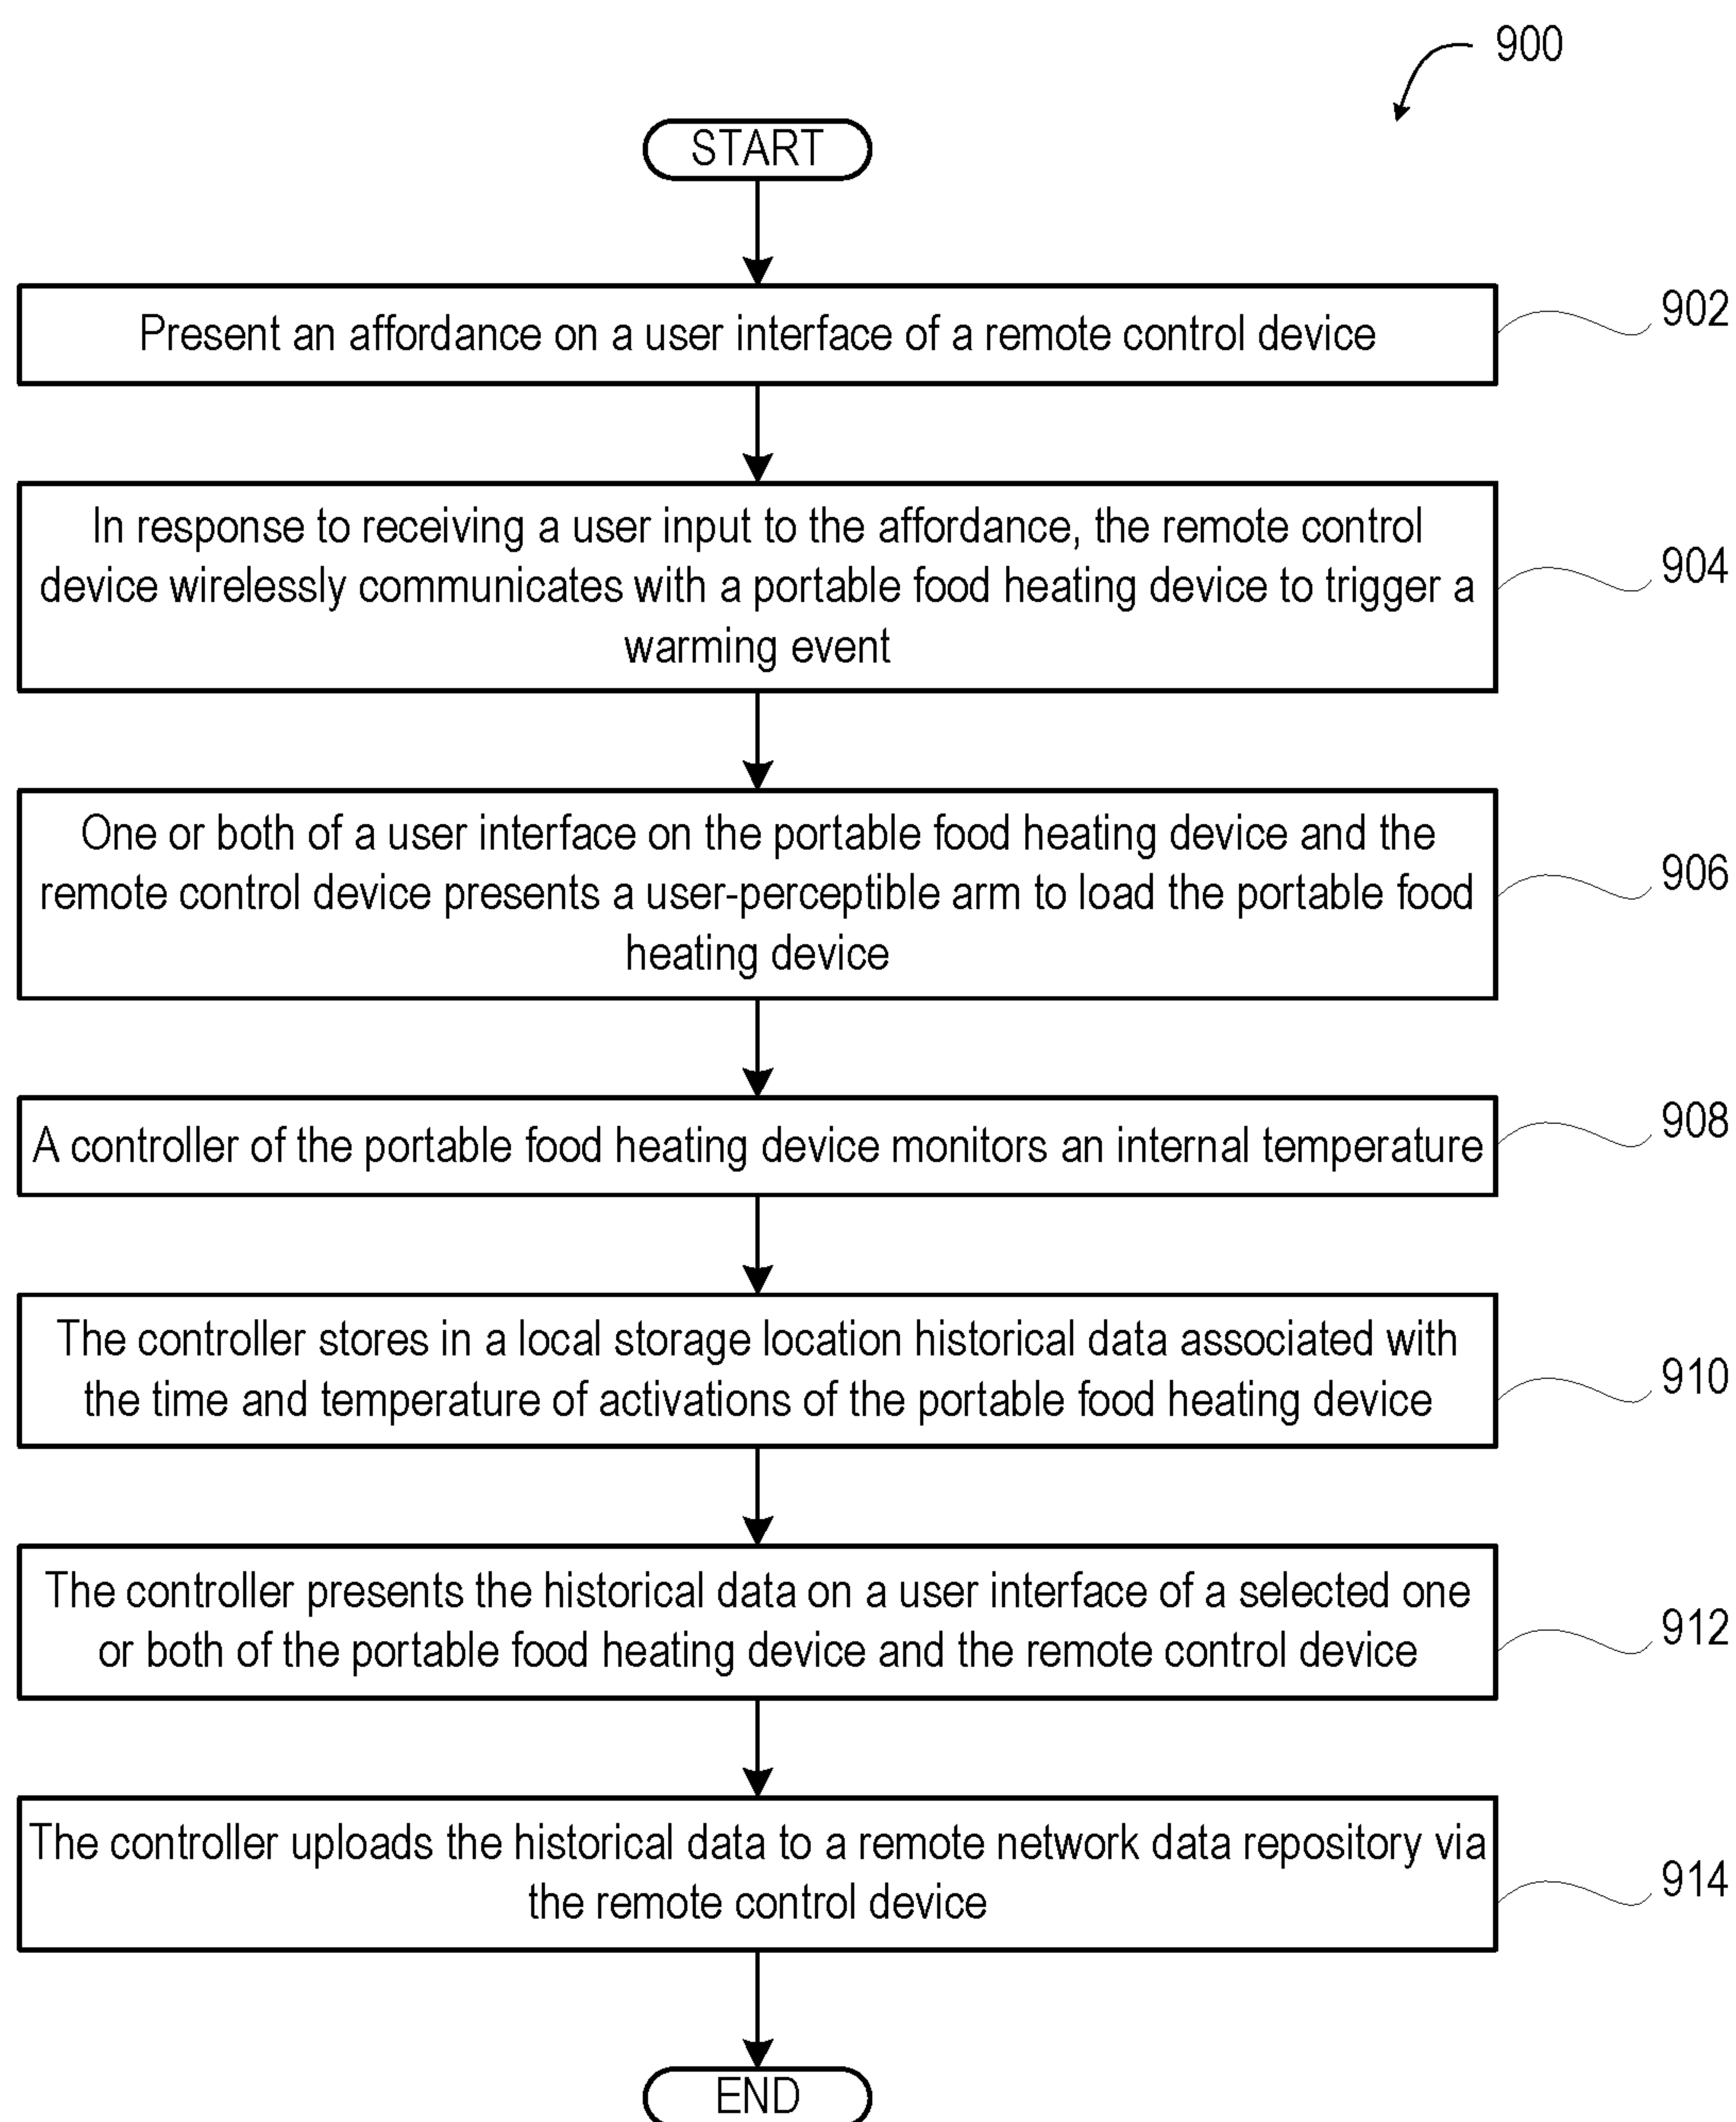 900
START
Present an affordance on a user interface of a remote control device
902
In response to receiving a user input to the affordance, the remote control
device wirelessly communicates with a portable food heating device to trigger a
warming event
904
One or both of a user interface on the portable food heating device and the
remote control device presents a user-perceptible arm to load the portable food
heating device
906
A controller of the portable food heating device monitors an internal temperature
908
The controller stores in a local storage location historical data associated with
the time and temperature of activations of the portable food heating device
910
The controller presents the historical data on a user interface of a selected one
or both of the portable food heating device and the remote control device
912
The controller uploads the historical data to a remote network data repository via
the remote control device
914
END